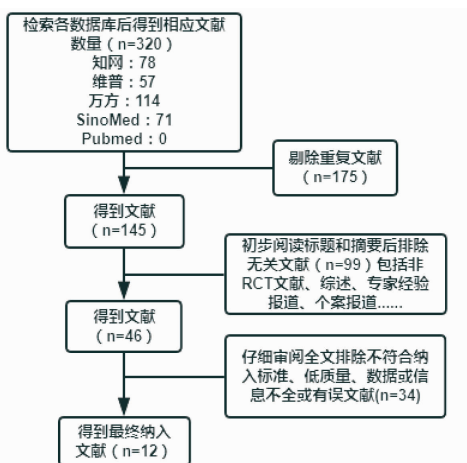 检索各数据库后得到相应文献
数量（n=320）
知网：78
维普：57
万方：114
SinoMed：71
Pubmed：0
剔除重复文献
（n=175）
得到文献
（n=145）
初步阅读标题和摘要后排除
无关文献（n=99）包括非
RCT文献、综述、专家经验
报道、个案报道......
得到文献
（n=46）
仔细审阅全文排除不符合纳
入标准、低质量、数据或信
息不全或有误文献(n=34)
得到最终纳入
文献（n=12）